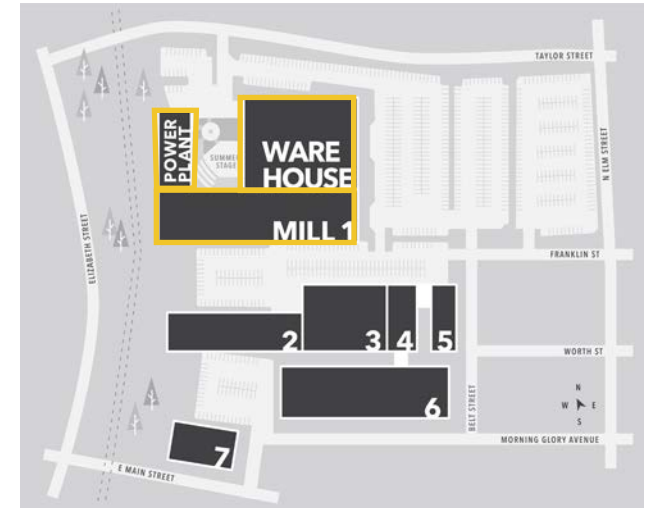 TAYLOR STREET
N ELM STREET
POWER
PLANT
SUMMER
STAGE
WARE
HOUSE
MILL 1
ELIZABETH STREET
FRANKLIN ST
2
3
4
5
WORTH ST
6
BELT STREET
N
W E
S
MORNING GLORY AVENUE
7
E MAIN STREET